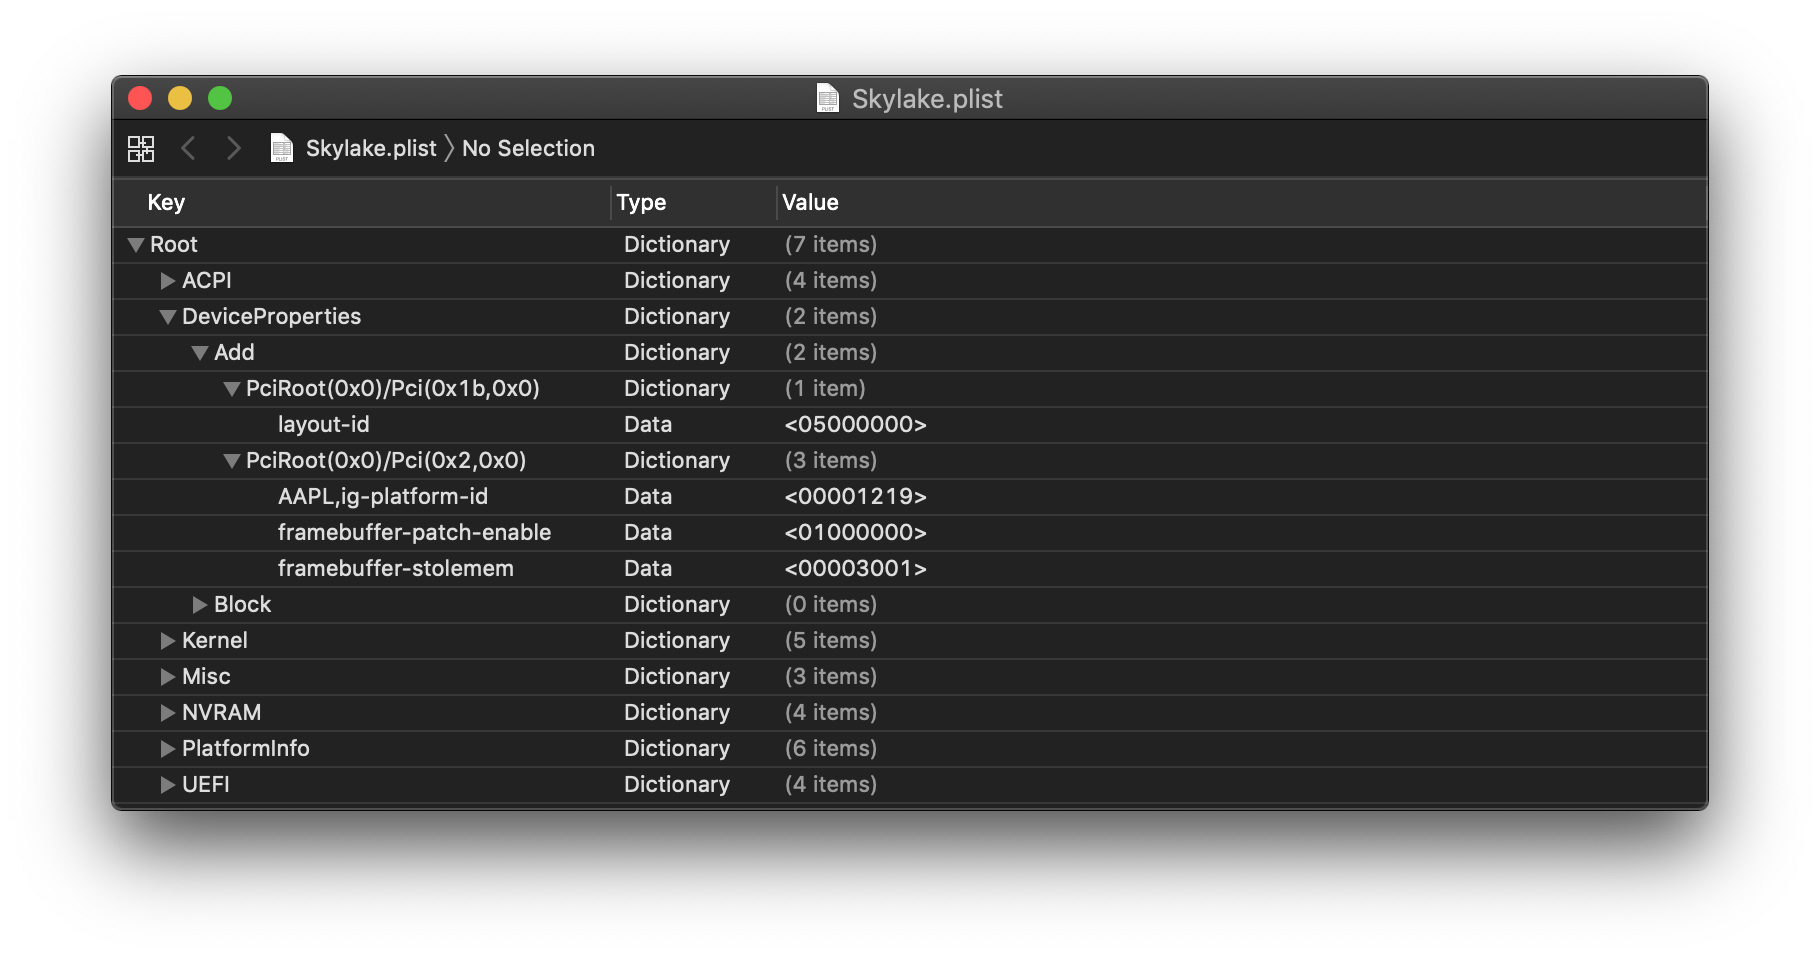 Skylake.plist
Skylake.plist 〉 No Selection
Key Type Value
Root Dictionary (7 items)
ACPI Dictionary (4 items)
DeviceProperties Dictionary (2 items)
Add Dictionary (2 items)
PciRoot(0x0)/Pci(0x1b,0x0) Dictionary (1 item)
layout-id Data <05000000>
PciRoot(0x0)/Pci(0x2,0x0) Dictionary (3 items)
AAPL,ig-platform-id Data <00001219>
framebuffer-patch-enable Data <01000000>
framebuffer-stolemem Data <00003001>
Block Dictionary (0 items)
Kernel Dictionary (5 items)
Misc Dictionary (3 items)
NVRAM Dictionary (4 items)
PlatformInfo Dictionary (6 items)
UEFI Dictionary (4 items)